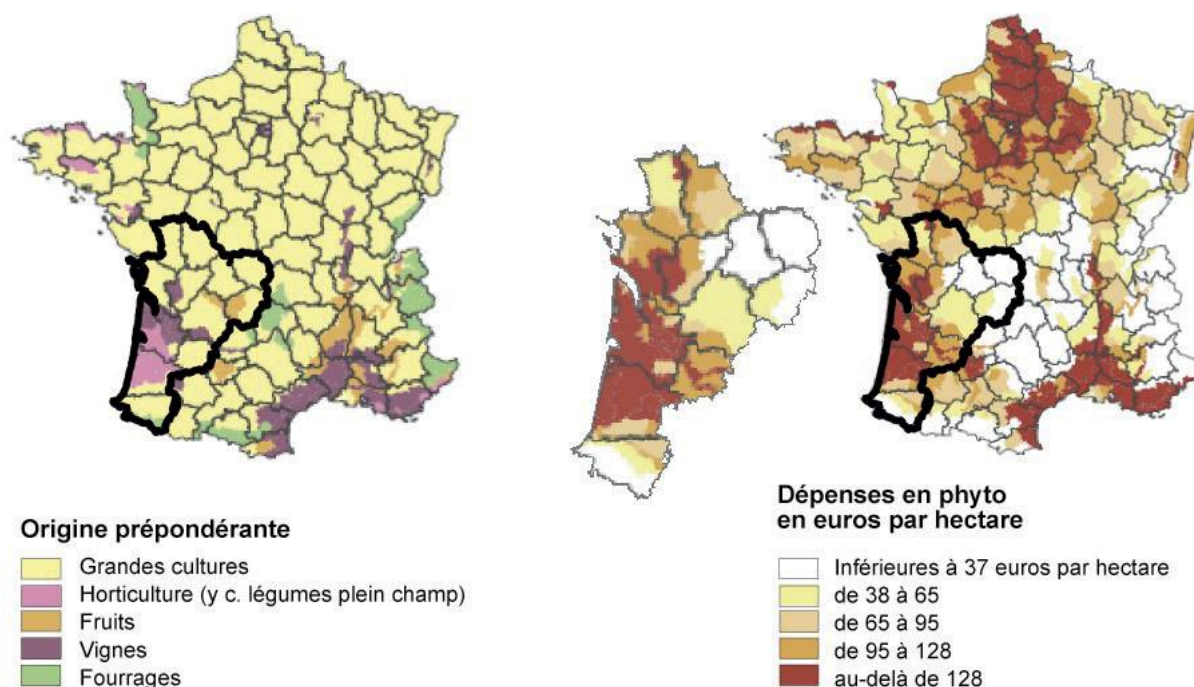 Origine prépondérante
Grandes cultures
Horticulture (y c. légumes plein champ)
Fruits
Vignes
Fourrages
Dépenses en phyto
en euros par hectare
Inférieures à 37 euros par hectare
de 38 à 65
de 65 à 95
de 95 à 128
au-delà de 128